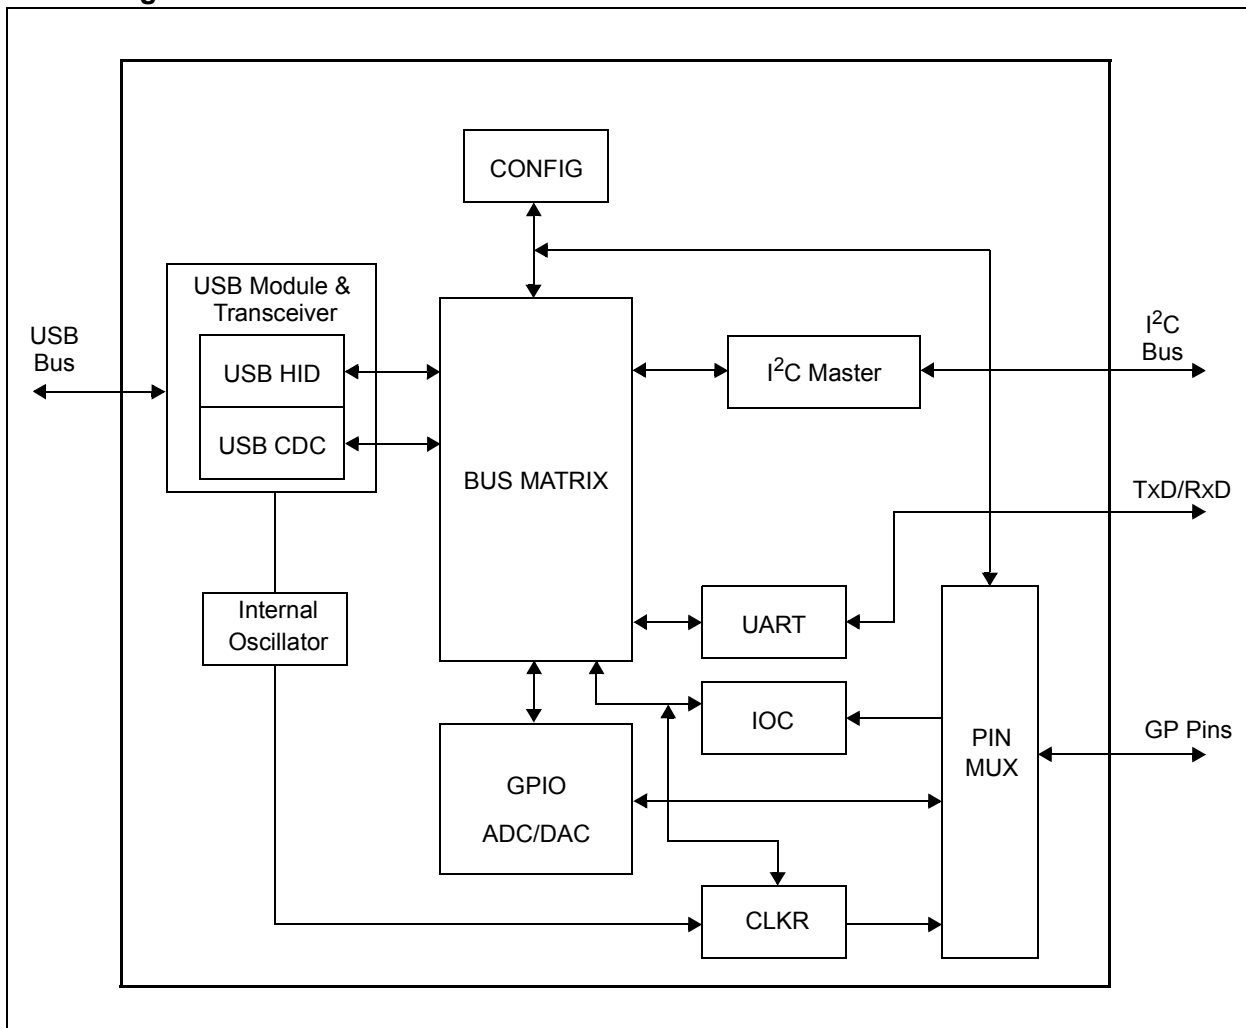 CONFIG
USB Module &
Transceiver
USB
Bus
USB HID
USB CDC
BUS MATRIX
I²C Master
I²C
Bus
TxD/RxD
Internal
Oscillator
UART
IOC
GPIO
ADC/DAC
PIN
MUX
GP Pins
CLKR